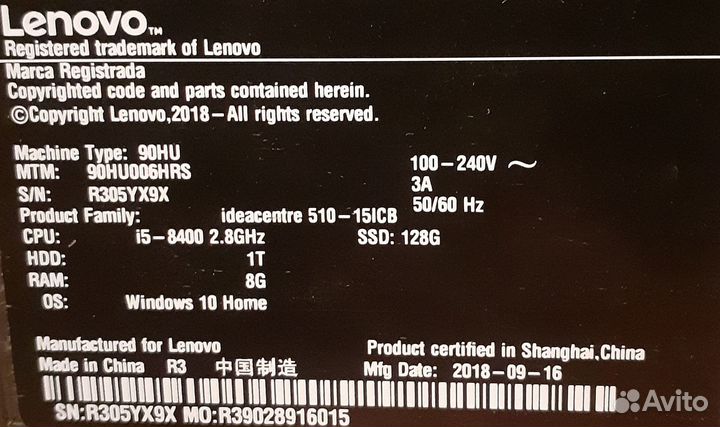 Lenovo™
Registered trademark of Lenovo
Marca Registrada
Copyrighted code and parts contained herein.
©Copyright Lenovo,2018-All rights reserved.
Machine Type: 90HU
MTM: 90HU006HRS
S/N: R305YX9X
100-240V ～
3A
50/60 Hz
Product Family: ideacentre 510-15ICB
CPU: i5-8400 2.8GHz SSD: 128G
HDD: 1T
RAM: 8G
OS: Windows 10 Home
Manufactured for Lenovo Product certified in Shanghai,China
Made in China R3 中国制造 Mfg Date: 2018-09-16
SN:R305YX9X MO:R39028916015
Avito